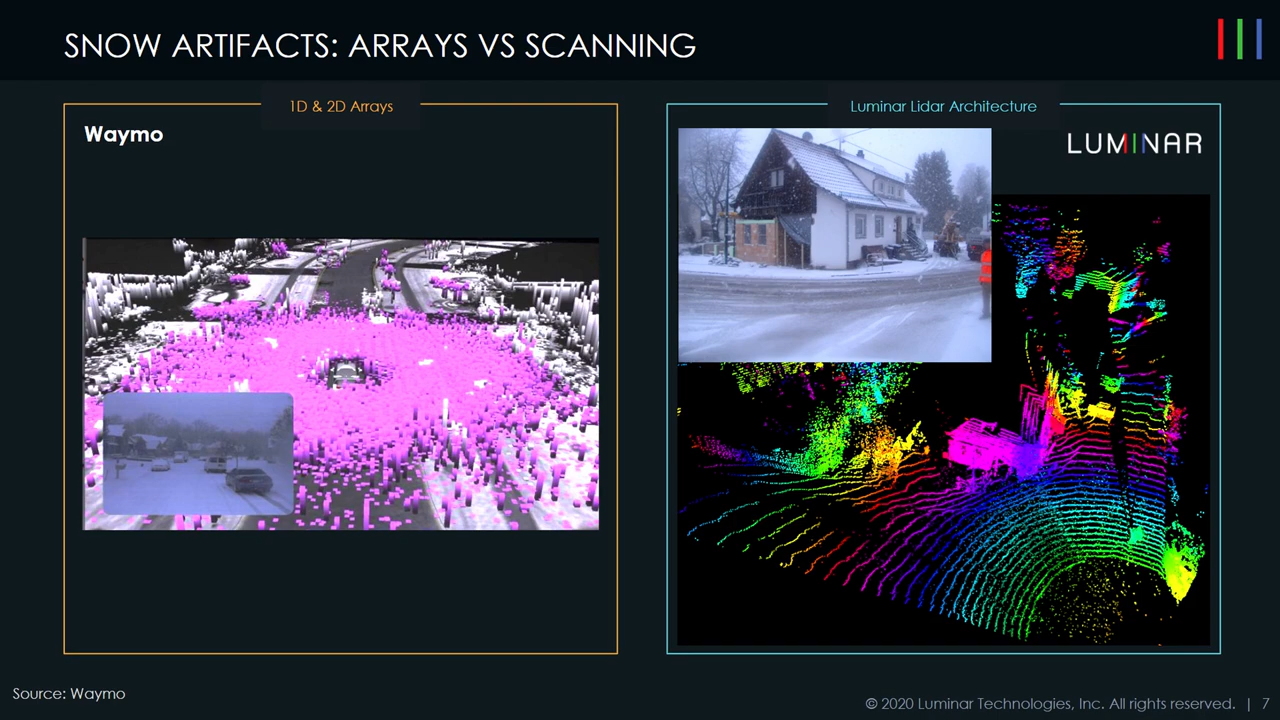 SNOW ARTIFACTS: ARRAYS VS SCANNING
1D & 2D Arrays
Waymo
Luminar Lidar Architecture
LUMINAR
Source: Waymo
© 2020 Luminar Technologies, Inc. All rights reserved. | 7